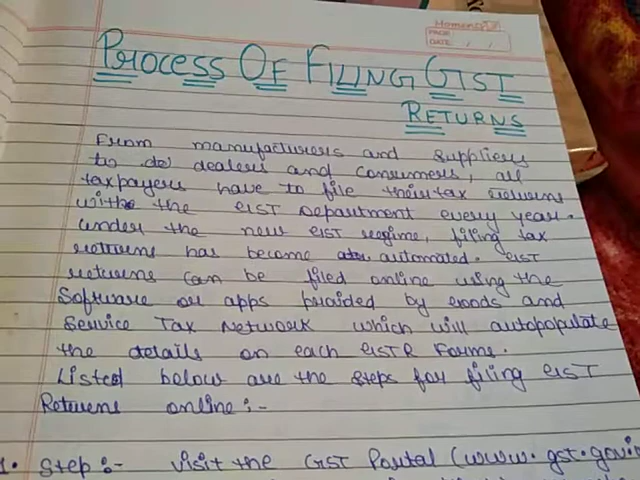 PAGE:
DATE: / /
PROCESS OF FILING GST
RETURNS
From manufacturers and suppliers
to de dealers and consumers, all
taxpayers have to file their tax returns
with the GST Department every year.
Under the new GST regime, filing tax
returns has become automated. GST
returns can be filed online using the
Software or apps praided by Goods and
Service Tax Network which will autopopulate
the details on each GSTR Forms.
Listed below are the steps for filing GST
Returns online:-
1. Step:- Visit the GST Portal (www.gst.gov.i